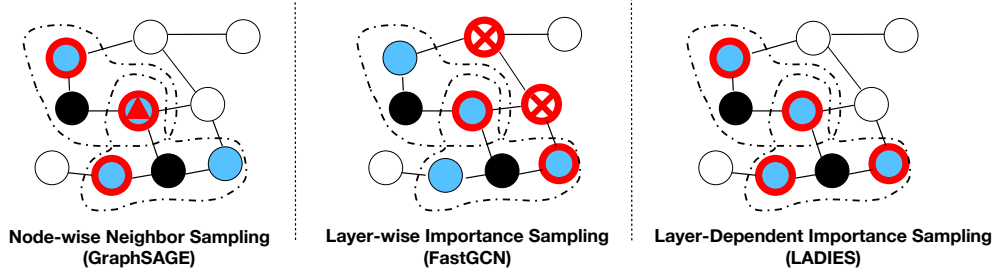 Node-wise Neighbor Sampling
(GraphSAGE)
Layer-wise Importance Sampling
(FastGCN)
Layer-Dependent Importance Sampling
(LADIES)